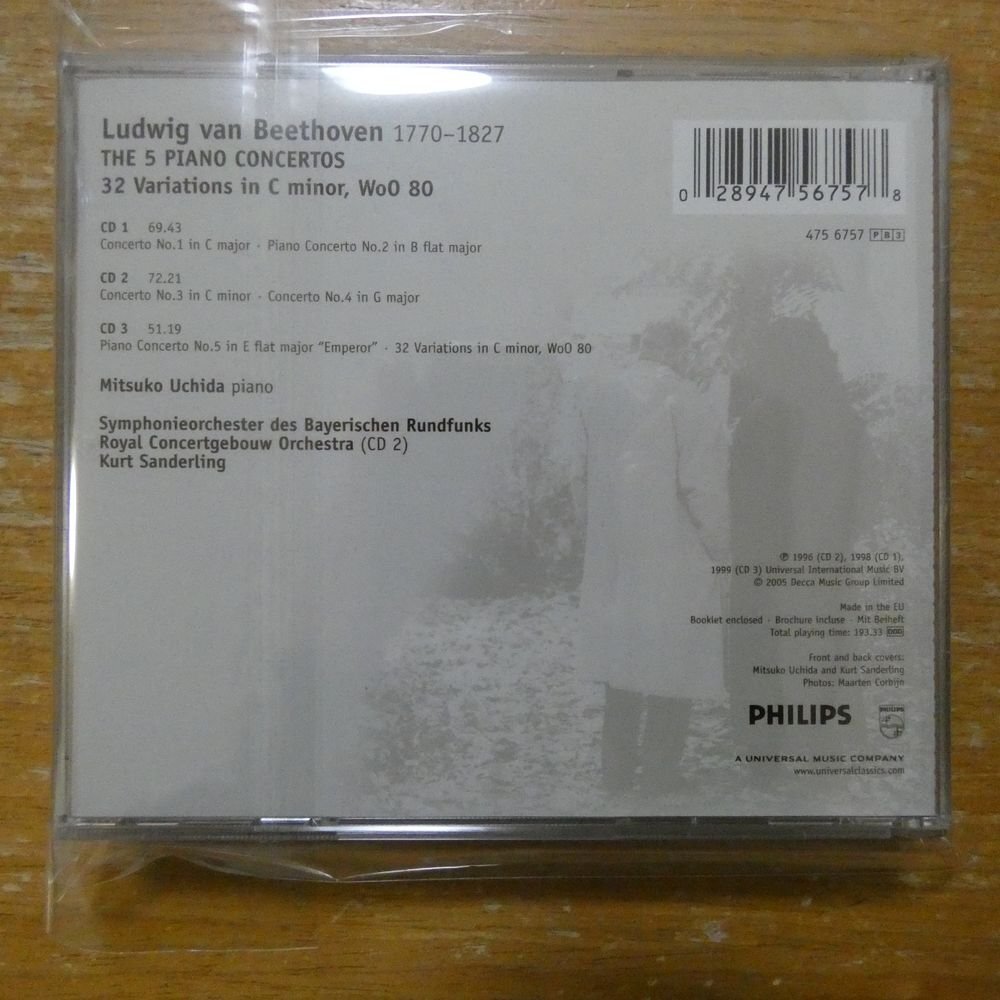 Ludwig van Beethoven 1770–1827
THE 5 PIANO CONCERTOS
32 Variations in C minor, WoO 80
0 28947 56757 8
475 6757 PB3
CD 1 69.43
Concerto No.1 in C major · Piano Concerto No.2 in B flat major
CD 2 72.21
Concerto No.3 in C minor · Concerto No.4 in G major
CD 3 51.19
Piano Concerto No.5 in E flat major “Emperor” · 32 Variations in C minor, WoO 80
Mitsuko Uchida piano
Symphonieorchester des Bayerischen Rundfunks
Royal Concertgebouw Orchestra (CD 2)
Kurt Sanderling
℗ 1996 (CD 2), 1998 (CD 1),
1999 (CD 3) Universal International Music BV
© 2005 Decca Music Group Limited
Made in the EU
Booklet enclosed · Brochure incluse · Mit Beiheft
Total playing time: 193.33 DDD
Front and back covers:
Mitsuko Uchida and Kurt Sanderling
Photos: Maarten Corbijn
PHILIPS
PHILIPS
A UNIVERSAL MUSIC COMPANY
www.universalclassics.com